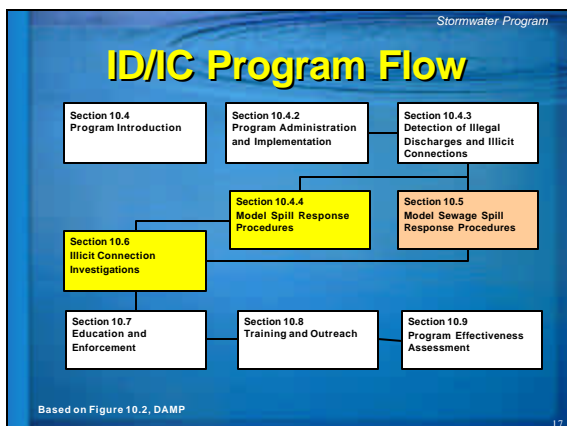 Stormwater Program
ID/IC Program Flow
Section 10.4
Program Introduction
Section 10.4.2
Program Administration
and Implementation
Section 10.4.3
Detection of Illegal
Discharges and Illicit
Connections
Section 10.4.4
Model Spill Response
Procedures
Section 10.5
Model Sewage Spill
Response Procedures
Section 10.6
Illicit Connection
Investigations
Section 10.7
Education and
Enforcement
Section 10.8
Training and Outreach
Section 10.9
Program Effectiveness
Assessment
Based on Figure 10.2, DAMP
17